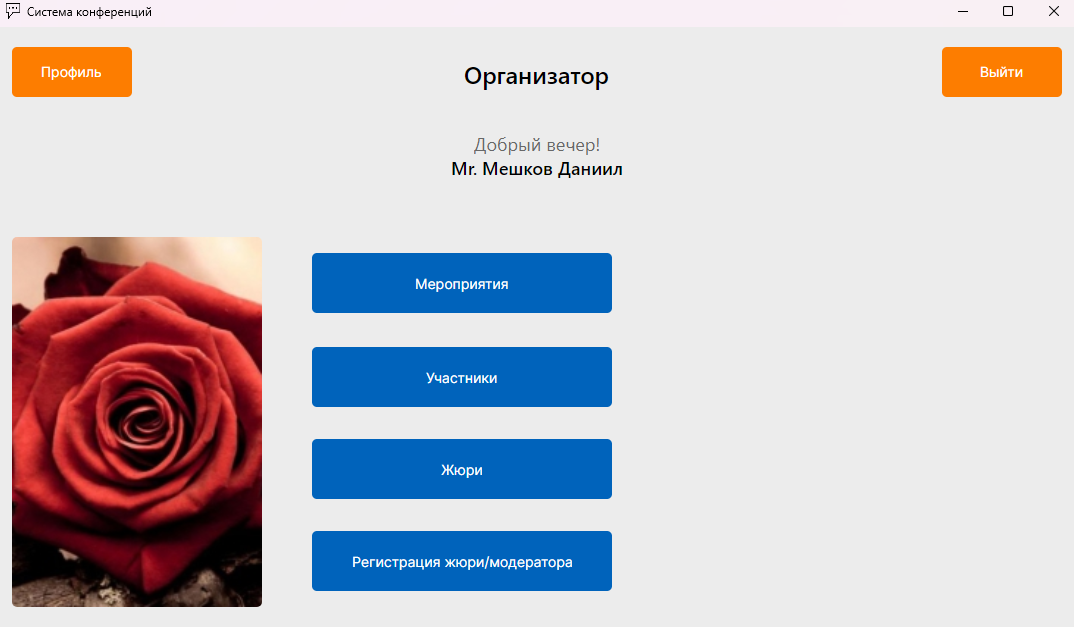 Система конференций
Профиль
Организатор
Выйти
Добрый вечер!
Mr. Мешков Даниил
Мероприятия
Участники
Жюри
Регистрация жюри/модератора